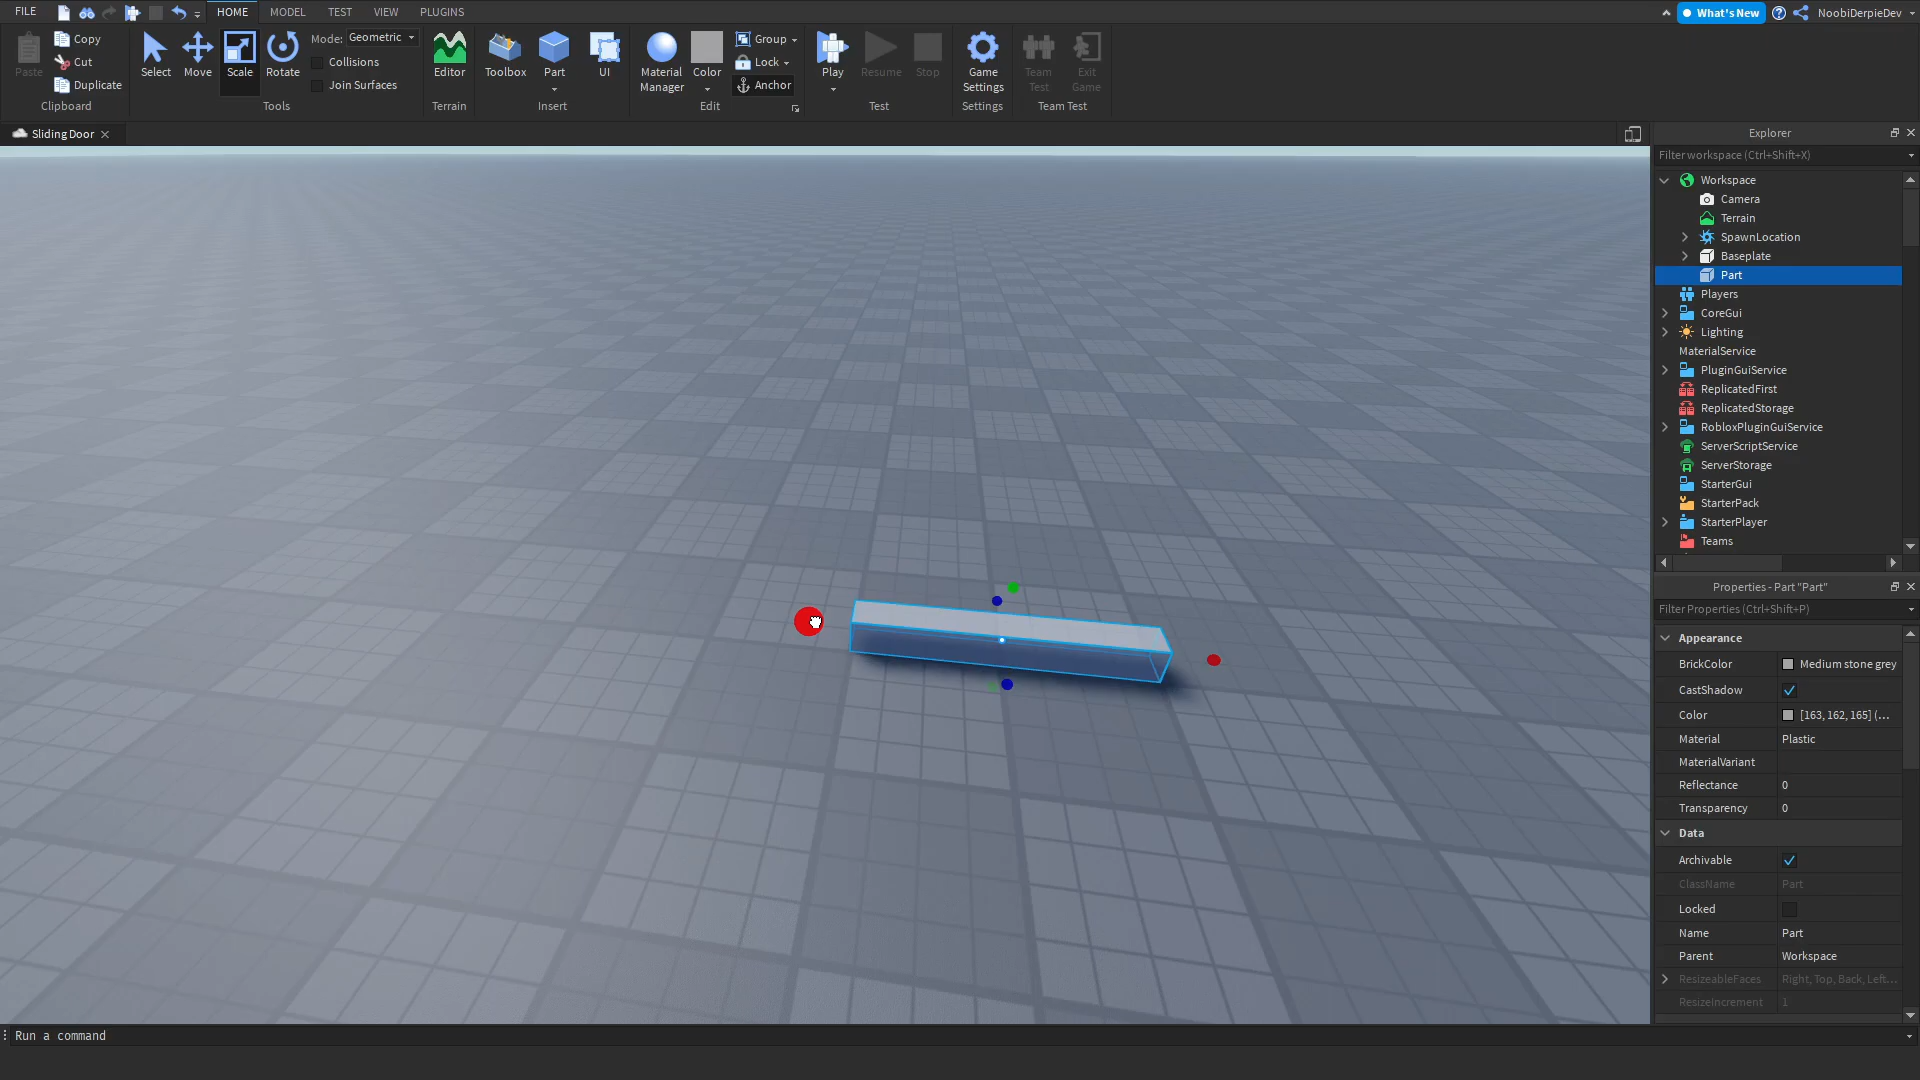 FILE HOME MODEL TEST VIEW PLUGINS What's New NoobiDerpieDev
Paste Copy Cut Duplicate Clipboard
Select Move Scale Rotate Mode: Geometric Collisions Join Surfaces Tools
Editor Terrain
Toolbox Part UI Insert
Material Manager Color Group Lock Anchor Edit
Play Resume Stop Test
Game Settings Settings
Team Test Exit Game Team Test
Sliding Door
Explorer
Filter workspace (Ctrl+Shift+X)
Workspace
Camera
Terrain
SpawnLocation
Baseplate
Part
Players
CoreGui
Lighting
MaterialService
PluginGuiService
ReplicatedFirst
ReplicatedStorage
RobloxPluginGuiService
ServerScriptService
ServerStorage
StarterGui
StarterPack
StarterPlayer
Teams
Properties - Part "Part"
Filter Properties (Ctrl+Shift+P)
Appearance
BrickColor Medium stone grey
CastShadow
Color [163, 162, 165] (...
Material Plastic
MaterialVariant
Reflectance 0
Transparency 0
Data
Archivable
ClassName Part
Locked
Name Part
Parent Workspace
ResizeableFaces Right, Top, Back, Left...
ResizeIncrement 1
Run a command